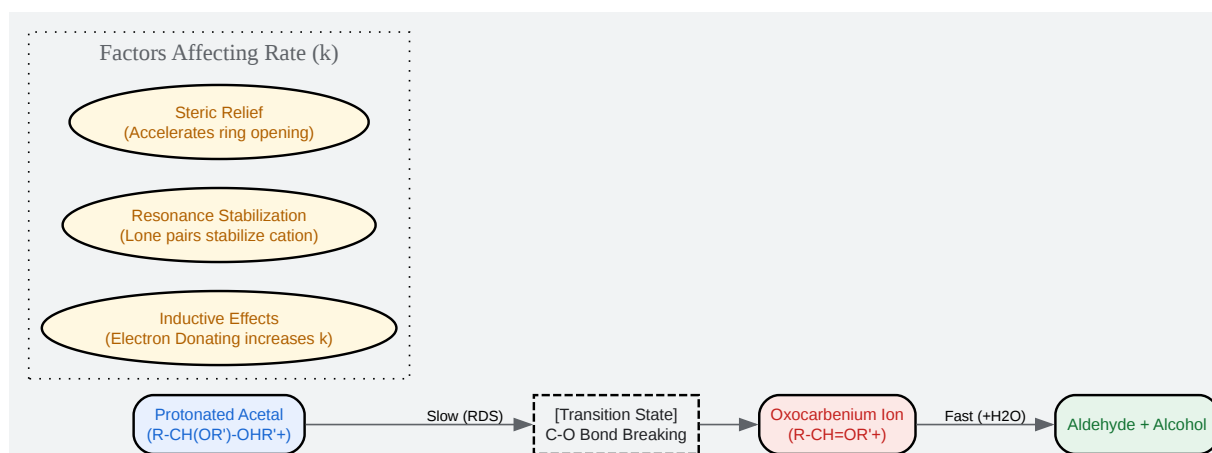 Factors Affecting Rate (k)
Steric Relief
(Accelerates ring opening)
Resonance Stabilization
(Lone pairs stabilize cation)
Inductive Effects
(Electron Donating increases k)
Protonated Acetal
(R-CH(OR')-OHR'+)
Slow (RDS)
[Transition State]
C-O Bond Breaking
Oxocarbenium Ion
(R-CH=OR'+)
Fast (+H2O)
Aldehyde + Alcohol